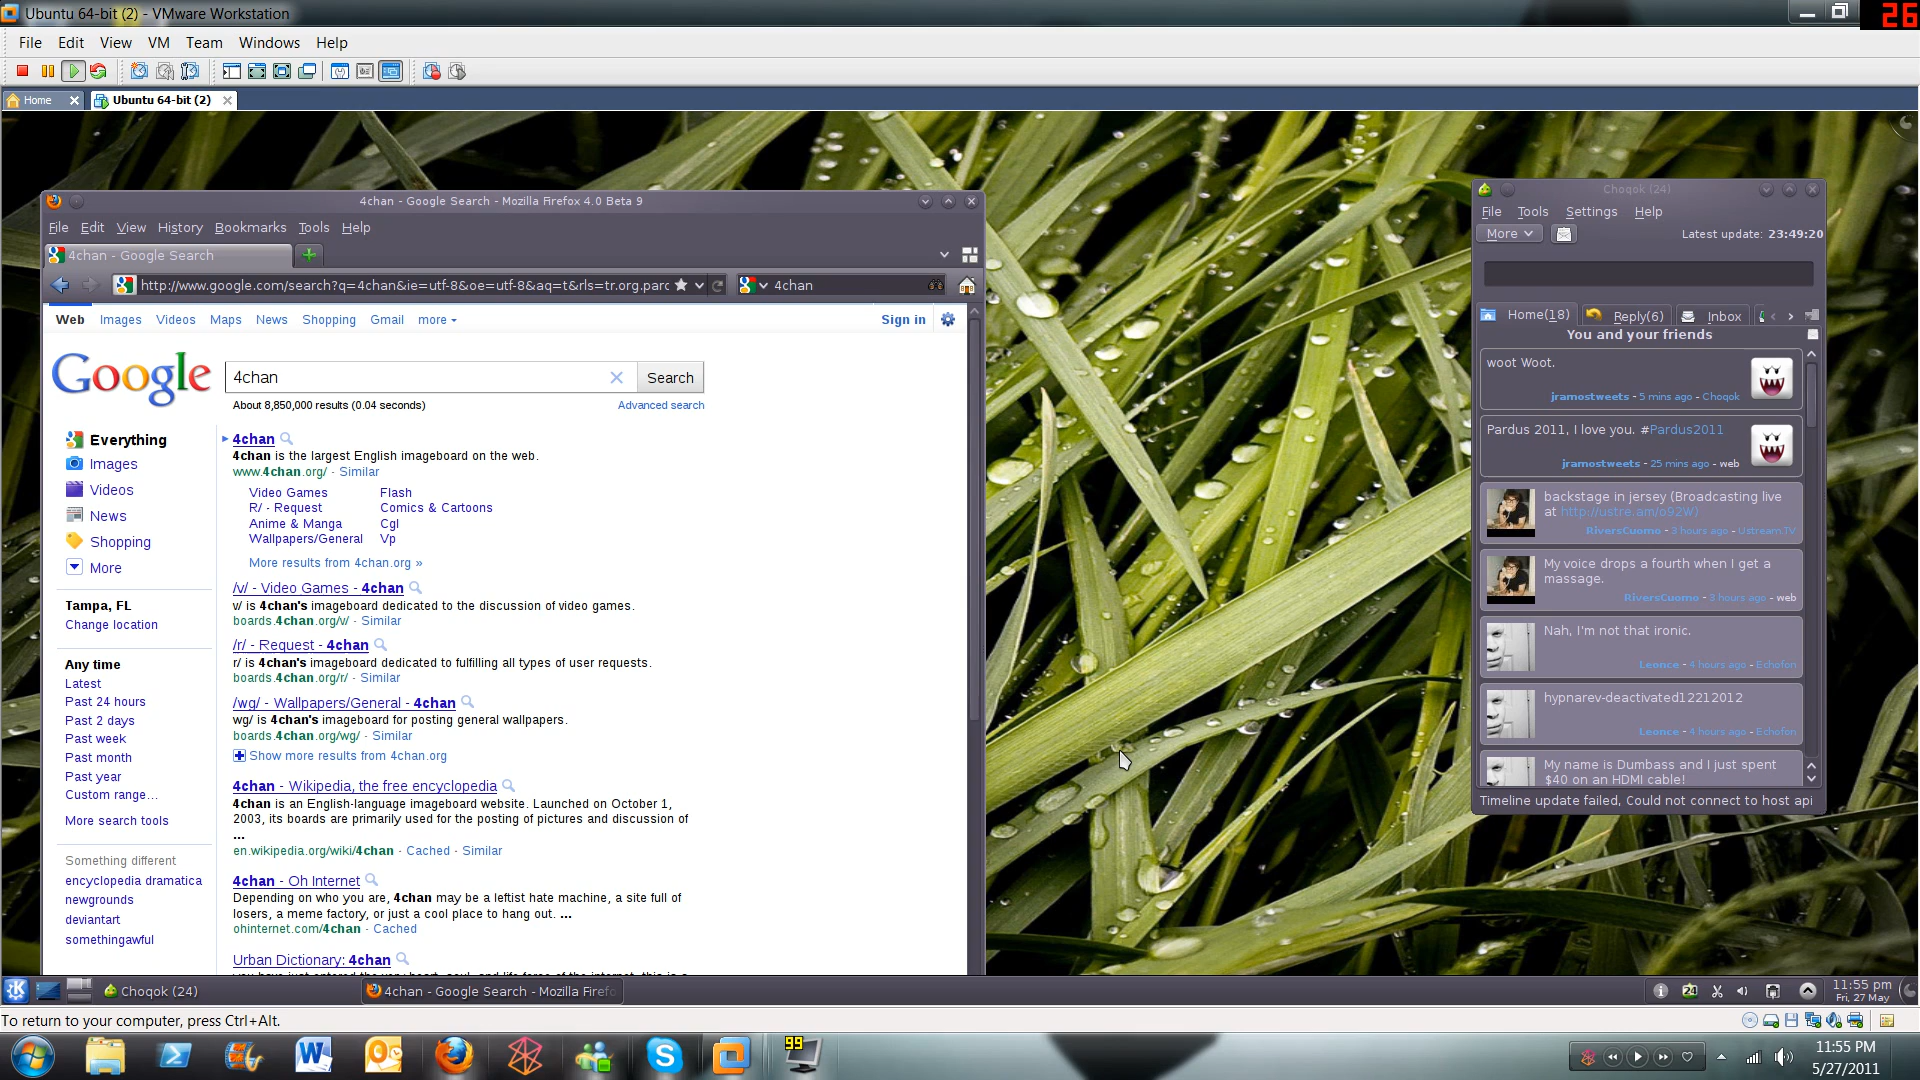 Ubuntu 64-bit (2) - VMware Workstation
26
File Edit View VM Team Windows Help
Home
Ubuntu 64-bit (2)
4chan - Google Search - Mozilla Firefox 4.0 Beta 9
File Edit View History Bookmarks Tools Help
4chan - Google Search
http://www.google.com/search?q=4chan&ie=utf-8&oe=utf-8&aq=t&rls=tr.org.parc
4chan
Web Images Videos Maps News Shopping Gmail more
Sign in
Google
4chan
Search
About 8,850,000 results (0.04 seconds)
Advanced search
Everything
Images
Videos
News
Shopping
More
Tampa, FL
Change location
Any time
Latest
Past 24 hours
Past 2 days
Past week
Past month
Past year
Custom range...
More search tools
Something different
encyclopedia dramatica
newgrounds
deviantart
somethingawful
4chan
4chan is the largest English imageboard on the web.
www.4chan.org/ - Similar
Video Games Flash
R/ - Request Comics & Cartoons
Anime & Manga Cgl
Wallpapers/General Vp
More results from 4chan.org »
/v/ - Video Games - 4chan
v/ is 4chan's imageboard dedicated to the discussion of video games.
boards.4chan.org/v/ - Similar
/r/ - Request - 4chan
r/ is 4chan's imageboard dedicated to fulfilling all types of user requests.
boards.4chan.org/r/ - Similar
/wg/ - Wallpapers/General - 4chan
wg/ is 4chan's imageboard for posting general wallpapers.
boards.4chan.org/wg/ - Similar
Show more results from 4chan.org
4chan - Wikipedia, the free encyclopedia
4chan is an English-language imageboard website. Launched on October 1,
2003, its boards are primarily used for the posting of pictures and discussion of
...
en.wikipedia.org/wiki/4chan - Cached - Similar
4chan - Oh Internet
Depending on who you are, 4chan may be a leftist hate machine, a site full of
losers, a meme factory, or just a cool place to hang out. ...
ohinternet.com/4chan - Cached
Urban Dictionary: 4chan
Choqok (24)
File Tools Settings Help
More
Latest update: 23:49:20
Home(18) Reply(6) Inbox
You and your friends
woot Woot.
jramostweets - 5 mins ago - Choqok
Pardus 2011, I love you. #Pardus2011
jramostweets - 25 mins ago - web
backstage in jersey (Broadcasting live
at http://ustre.am/o92W)
RiversCuomo - 3 hours ago - Ustream.TV
My voice drops a fourth when I get a
massage.
RiversCuomo - 3 hours ago - web
Nah, I'm not that ironic.
Leonce - 4 hours ago - Echofon
hypnarev-deactivated12212012
Leonce - 4 hours ago - Echofon
My name is Dumbass and I just spent
$40 on an HDMI cable!
Timeline update failed, Could not connect to host api
Choqok (24)
4chan - Google Search - Mozilla Firefo
24
11:55 pm
Fri, 27 May
To return to your computer, press Ctrl+Alt.
99
11:55 PM
5/27/2011